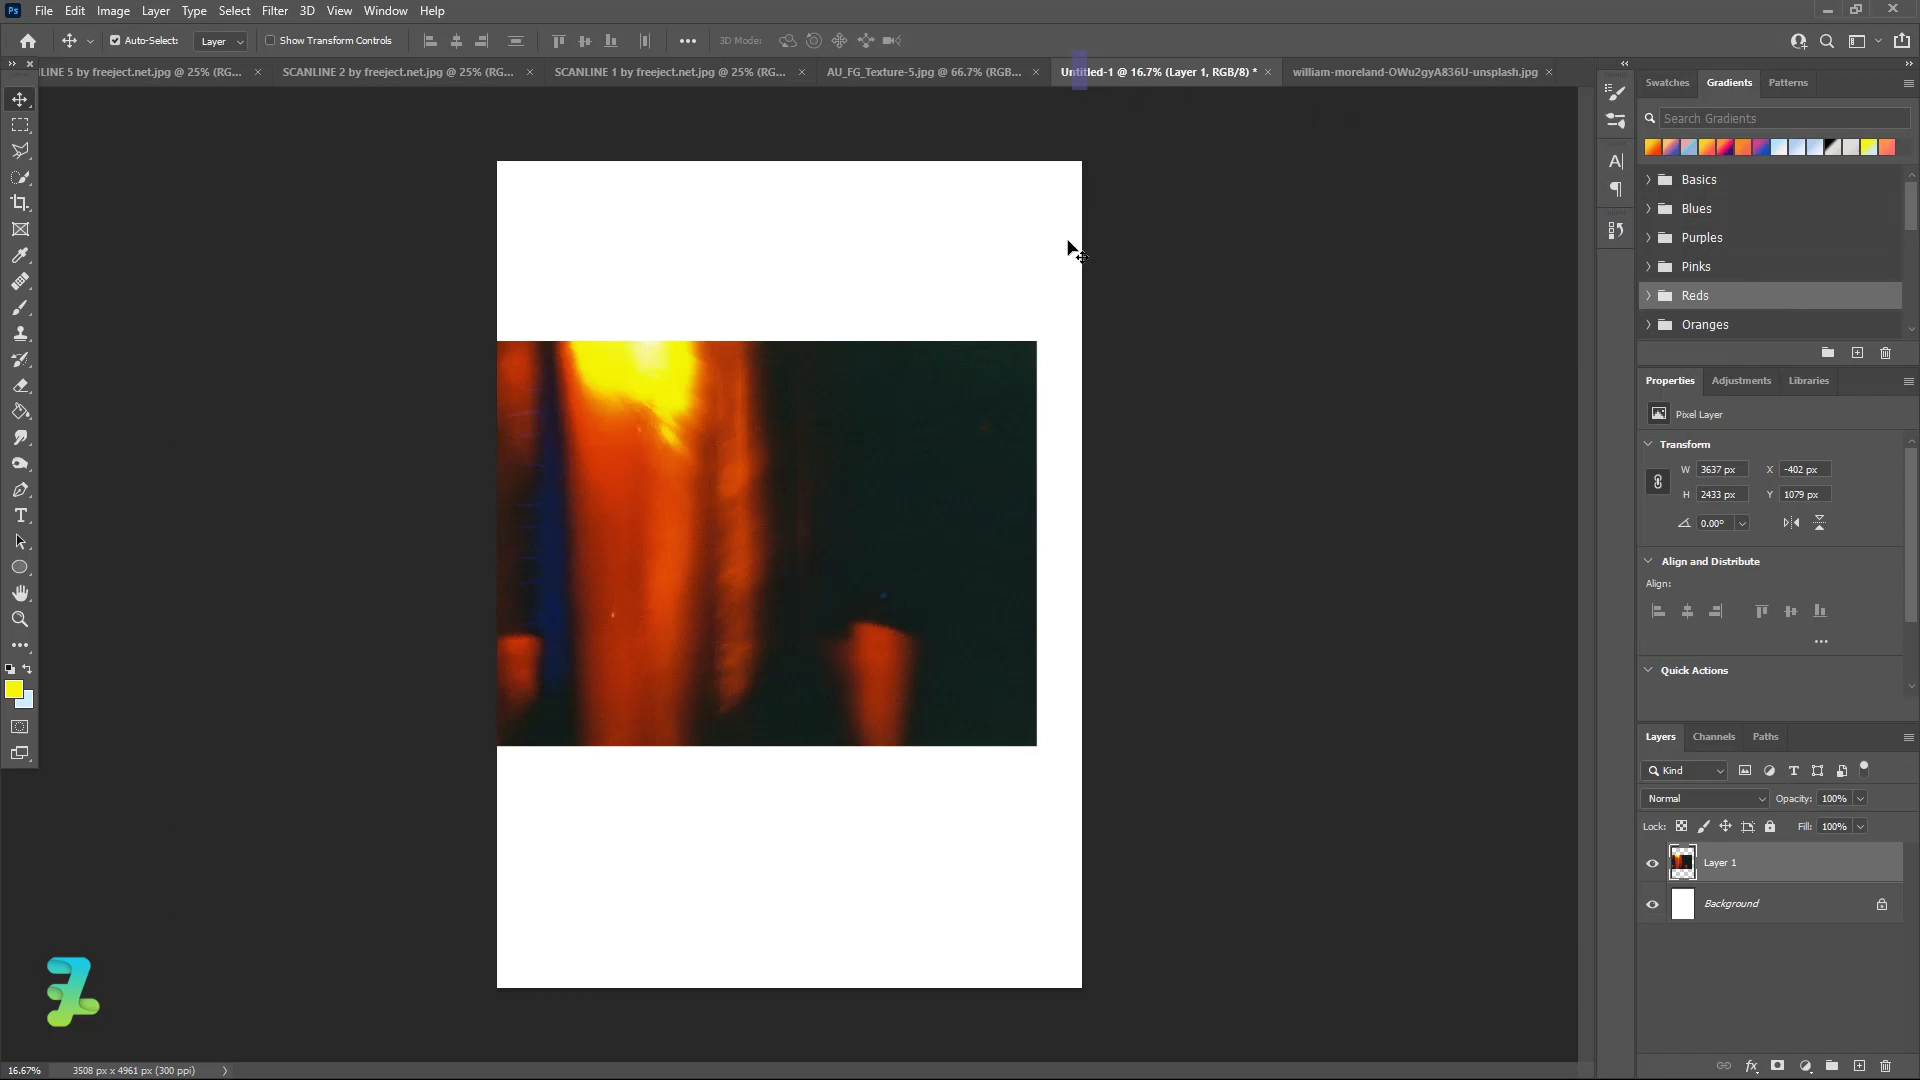 Ps File Edit Image Layer Type Select Filter 3D View Window Help
Auto-Select: Layer Show Transform Controls 3D Mode:
LINE 5 by freeject.net.jpg @ 25% (RG... SCANLINE 2 by freeject.net.jpg @ 25% (RG... SCANLINE 1 by freeject.net.jpg @ 25% (RG... AU_FG_Texture-5.jpg @ 66.7% (RGB... Untitled-1 @ 16.7% (Layer 1, RGB/8) * william-moreland-OWu2gyA836U-unsplash.jpg
Swatches Gradients Patterns
Search Gradients
Basics
Blues
Purples
Pinks
Reds
Oranges
Properties Adjustments Libraries
Pixel Layer
Transform
W 3637 px X -402 px
H 2433 px Y 1079 px
0.00°
Align and Distribute
Align:
Quick Actions
Layers Channels Paths
Kind
Normal Opacity: 100%
Lock: Fill: 100%
Layer 1
Background
16.67% 3508 px x 4961 px (300 ppi)